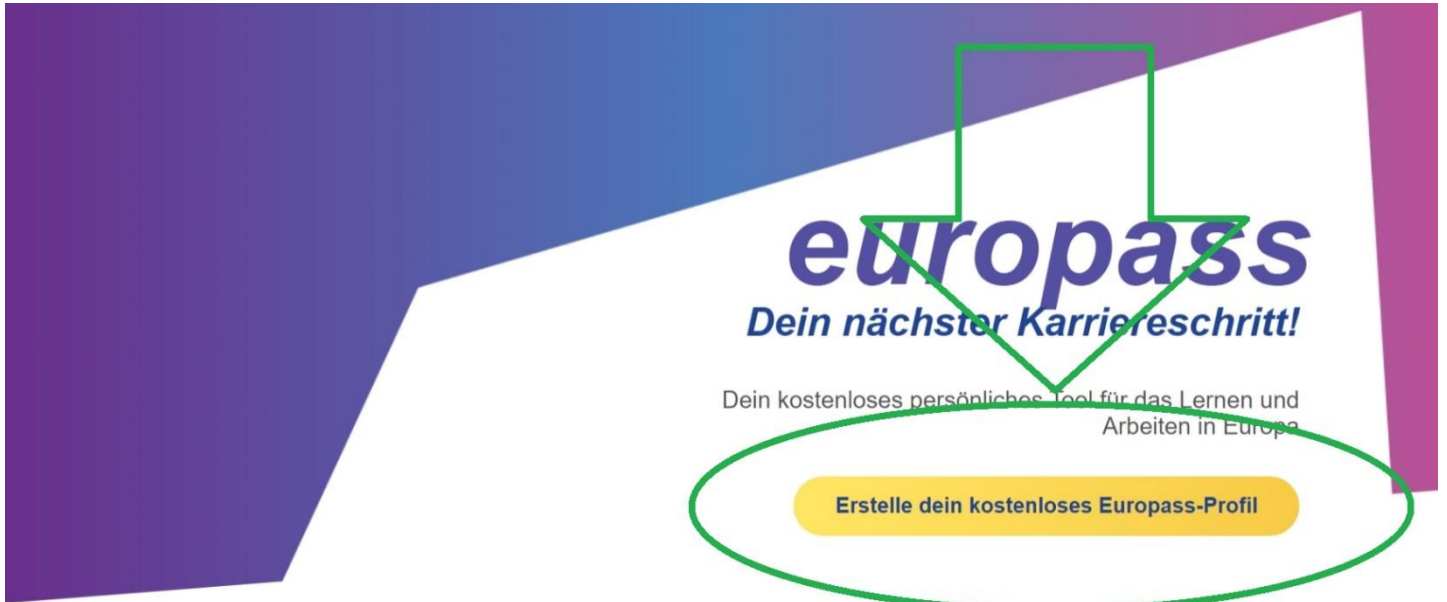 europass
Dein nächster Karriereschritt!
Dein kostenloses persönliches Tool für das Lernen und
Arbeiten in Europa
Erstelle dein kostenloses Europass-Profil